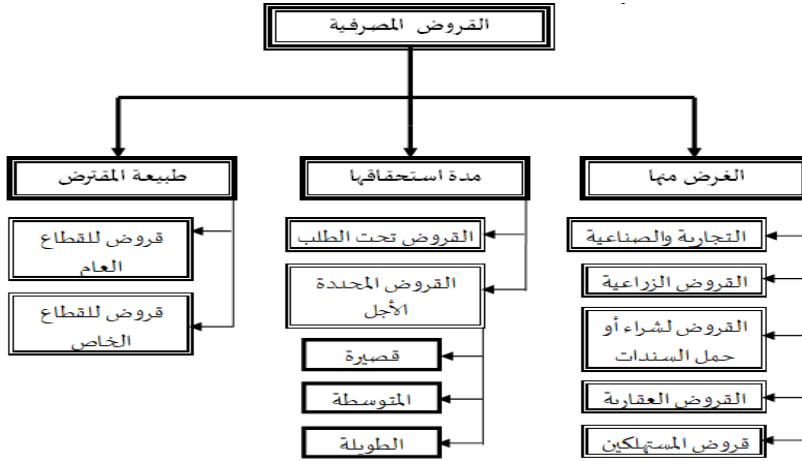 القروض المصرفية
الغرض منها
التجارية والصناعية
القروض الزراعية
القروض لشراء أو
حمل السندات
القروض العقارية
قروض المستهلكين
مدة استحقاقها
القروض تحت الطلب
القروض المحددة
الأجل
قصيرة
المتوسطة
الطويلة
طبيعة المقترض
قروض للقطاع
العام
قروض للقطاع
الخاص